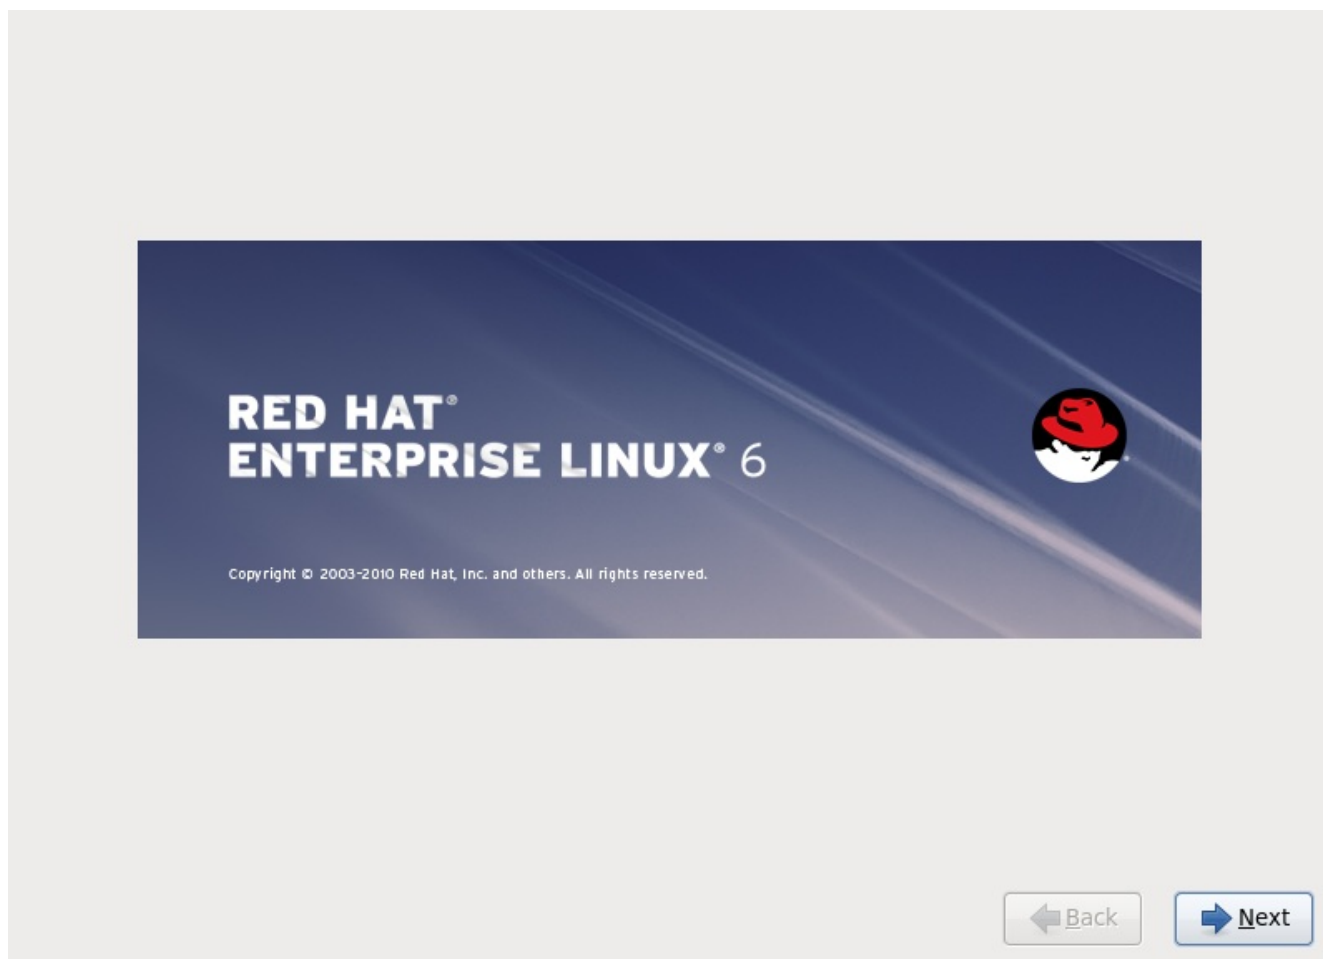 RED HAT®
ENTERPRISE LINUX® 6
Copyright © 2003-2010 Red Hat, Inc. and others. All rights reserved.
Back
Next